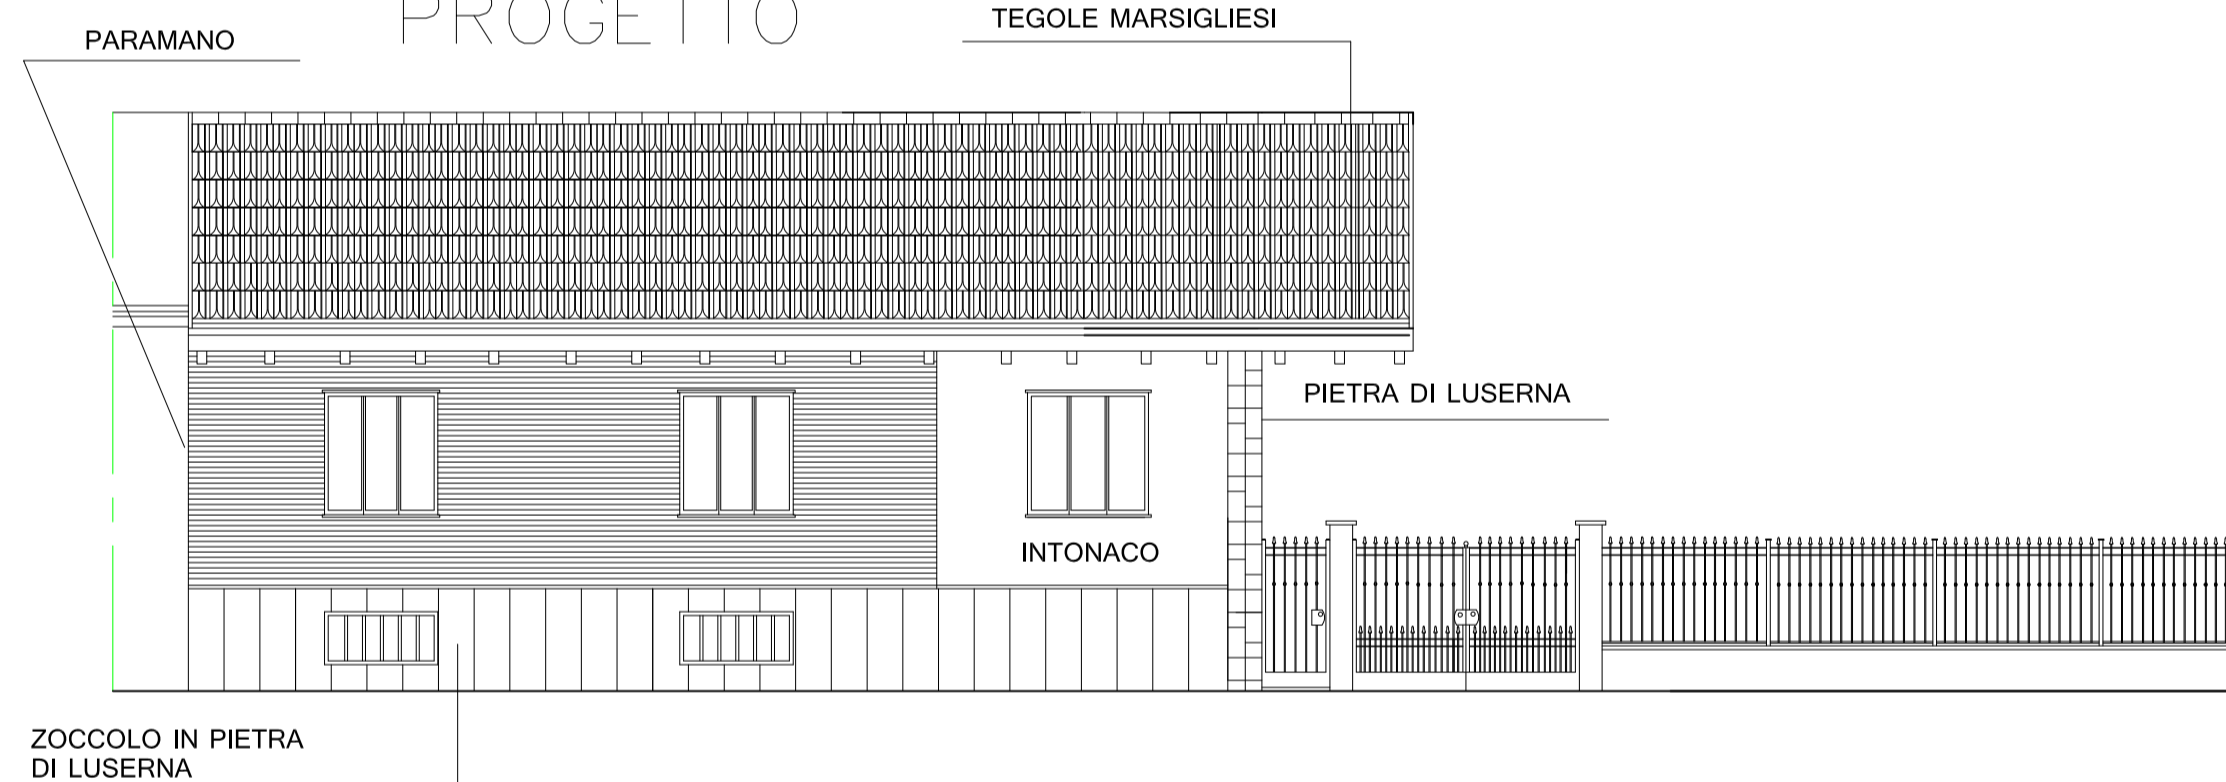 PROGETTO
TEGOLE MARSIGLIESI
PARAMANO
PIETRA DI LUSERNA
INTONACO
ZOCCOLO IN PIETRA
DI LUSERNA